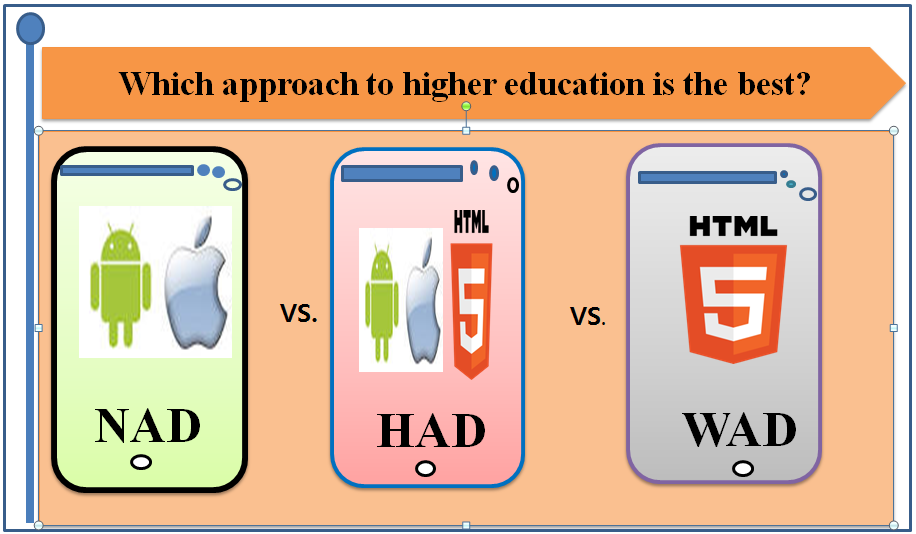 Which approach to higher education is the best?
NAD
vs.
HTML
5
HAD
vs.
HTML
5
WAD